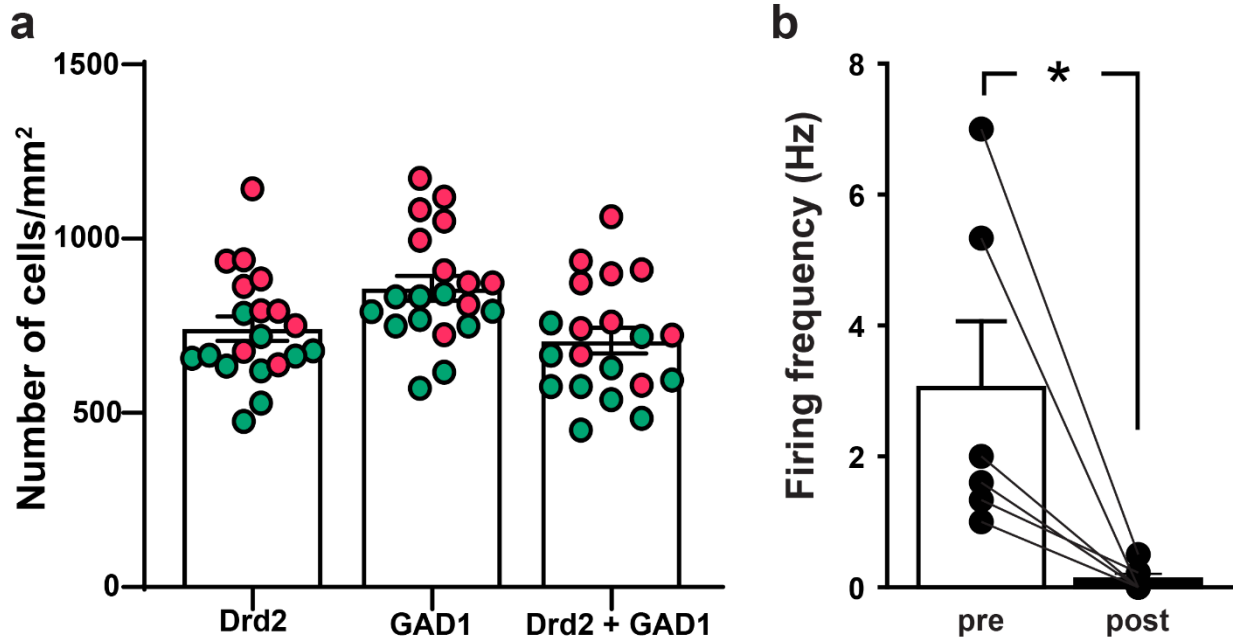 a
Number of cells/mm²
1500
1000
500
0
Drd2
GAD1
Drd2 + GAD1
b
Firing frequency (Hz)
8
6
4
2
0
*
pre
post